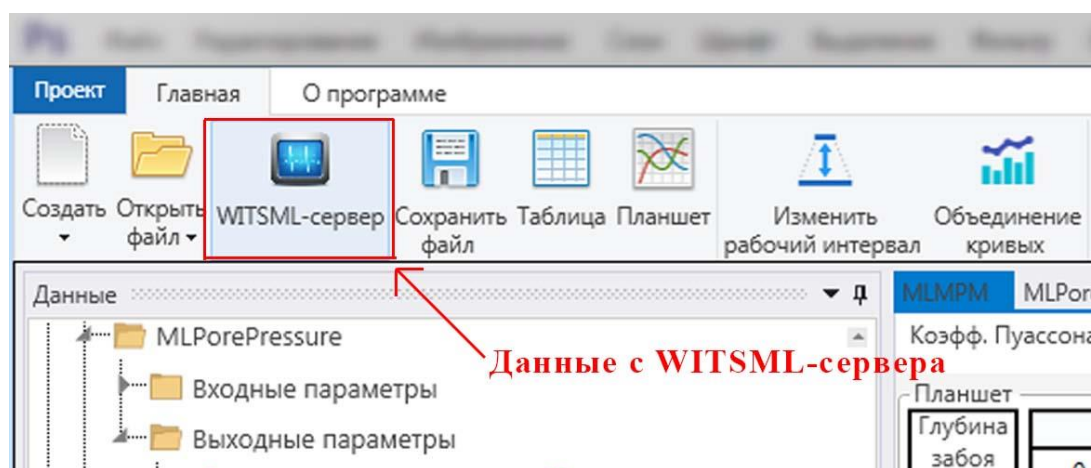 Проект Главная О программе
Создать Открыть файл WITSML-сервер Сохранить файл Таблица Планшет Изменить рабочий интервал Объединение кривых
Данные
MLMPM MLPor
MLPorePressure
Коэфф. Пуассона
Данные с WITSML-сервера
Входные параметры
Планшет
Выходные параметры
Глубина
забоя